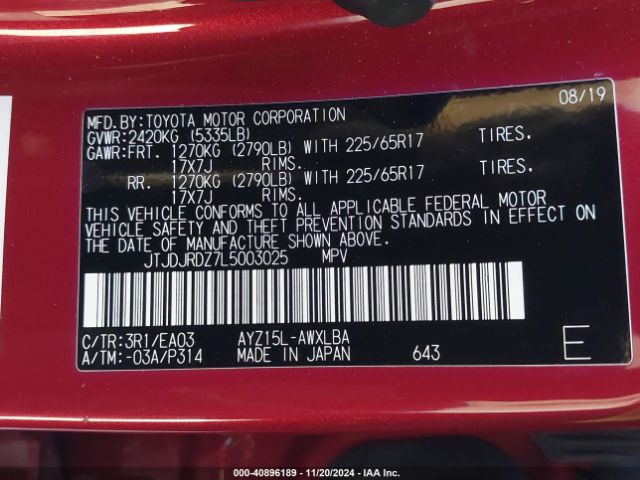 08/19
MFD.BY:TOYOTA MOTOR CORPORATION
GVWR:2420KG (5335LB)
GAWR:FRT. 1270KG (2790LB) WITH 225/65R17 TIRES.
17X7J RIMS.
RR. 1270KG (2790LB) WITH 225/65R17 TIRES.
17X7J RIMS.
THIS VEHICLE CONFORMS TO ALL APPLICABLE FEDERAL MOTOR
VEHICLE SAFETY AND THEFT PREVENTION STANDARDS IN EFFECT ON
THE DATE OF MANUFACTURE SHOWN ABOVE.
JTJDJRDZ7L5003025 MPV
C/TR:3R1/EA03 AYZ15L-AWXLBA
A/TM:-03A/P314 MADE IN JAPAN 643 E
00-40896189 - 11/20/2024 - IAA Inc.